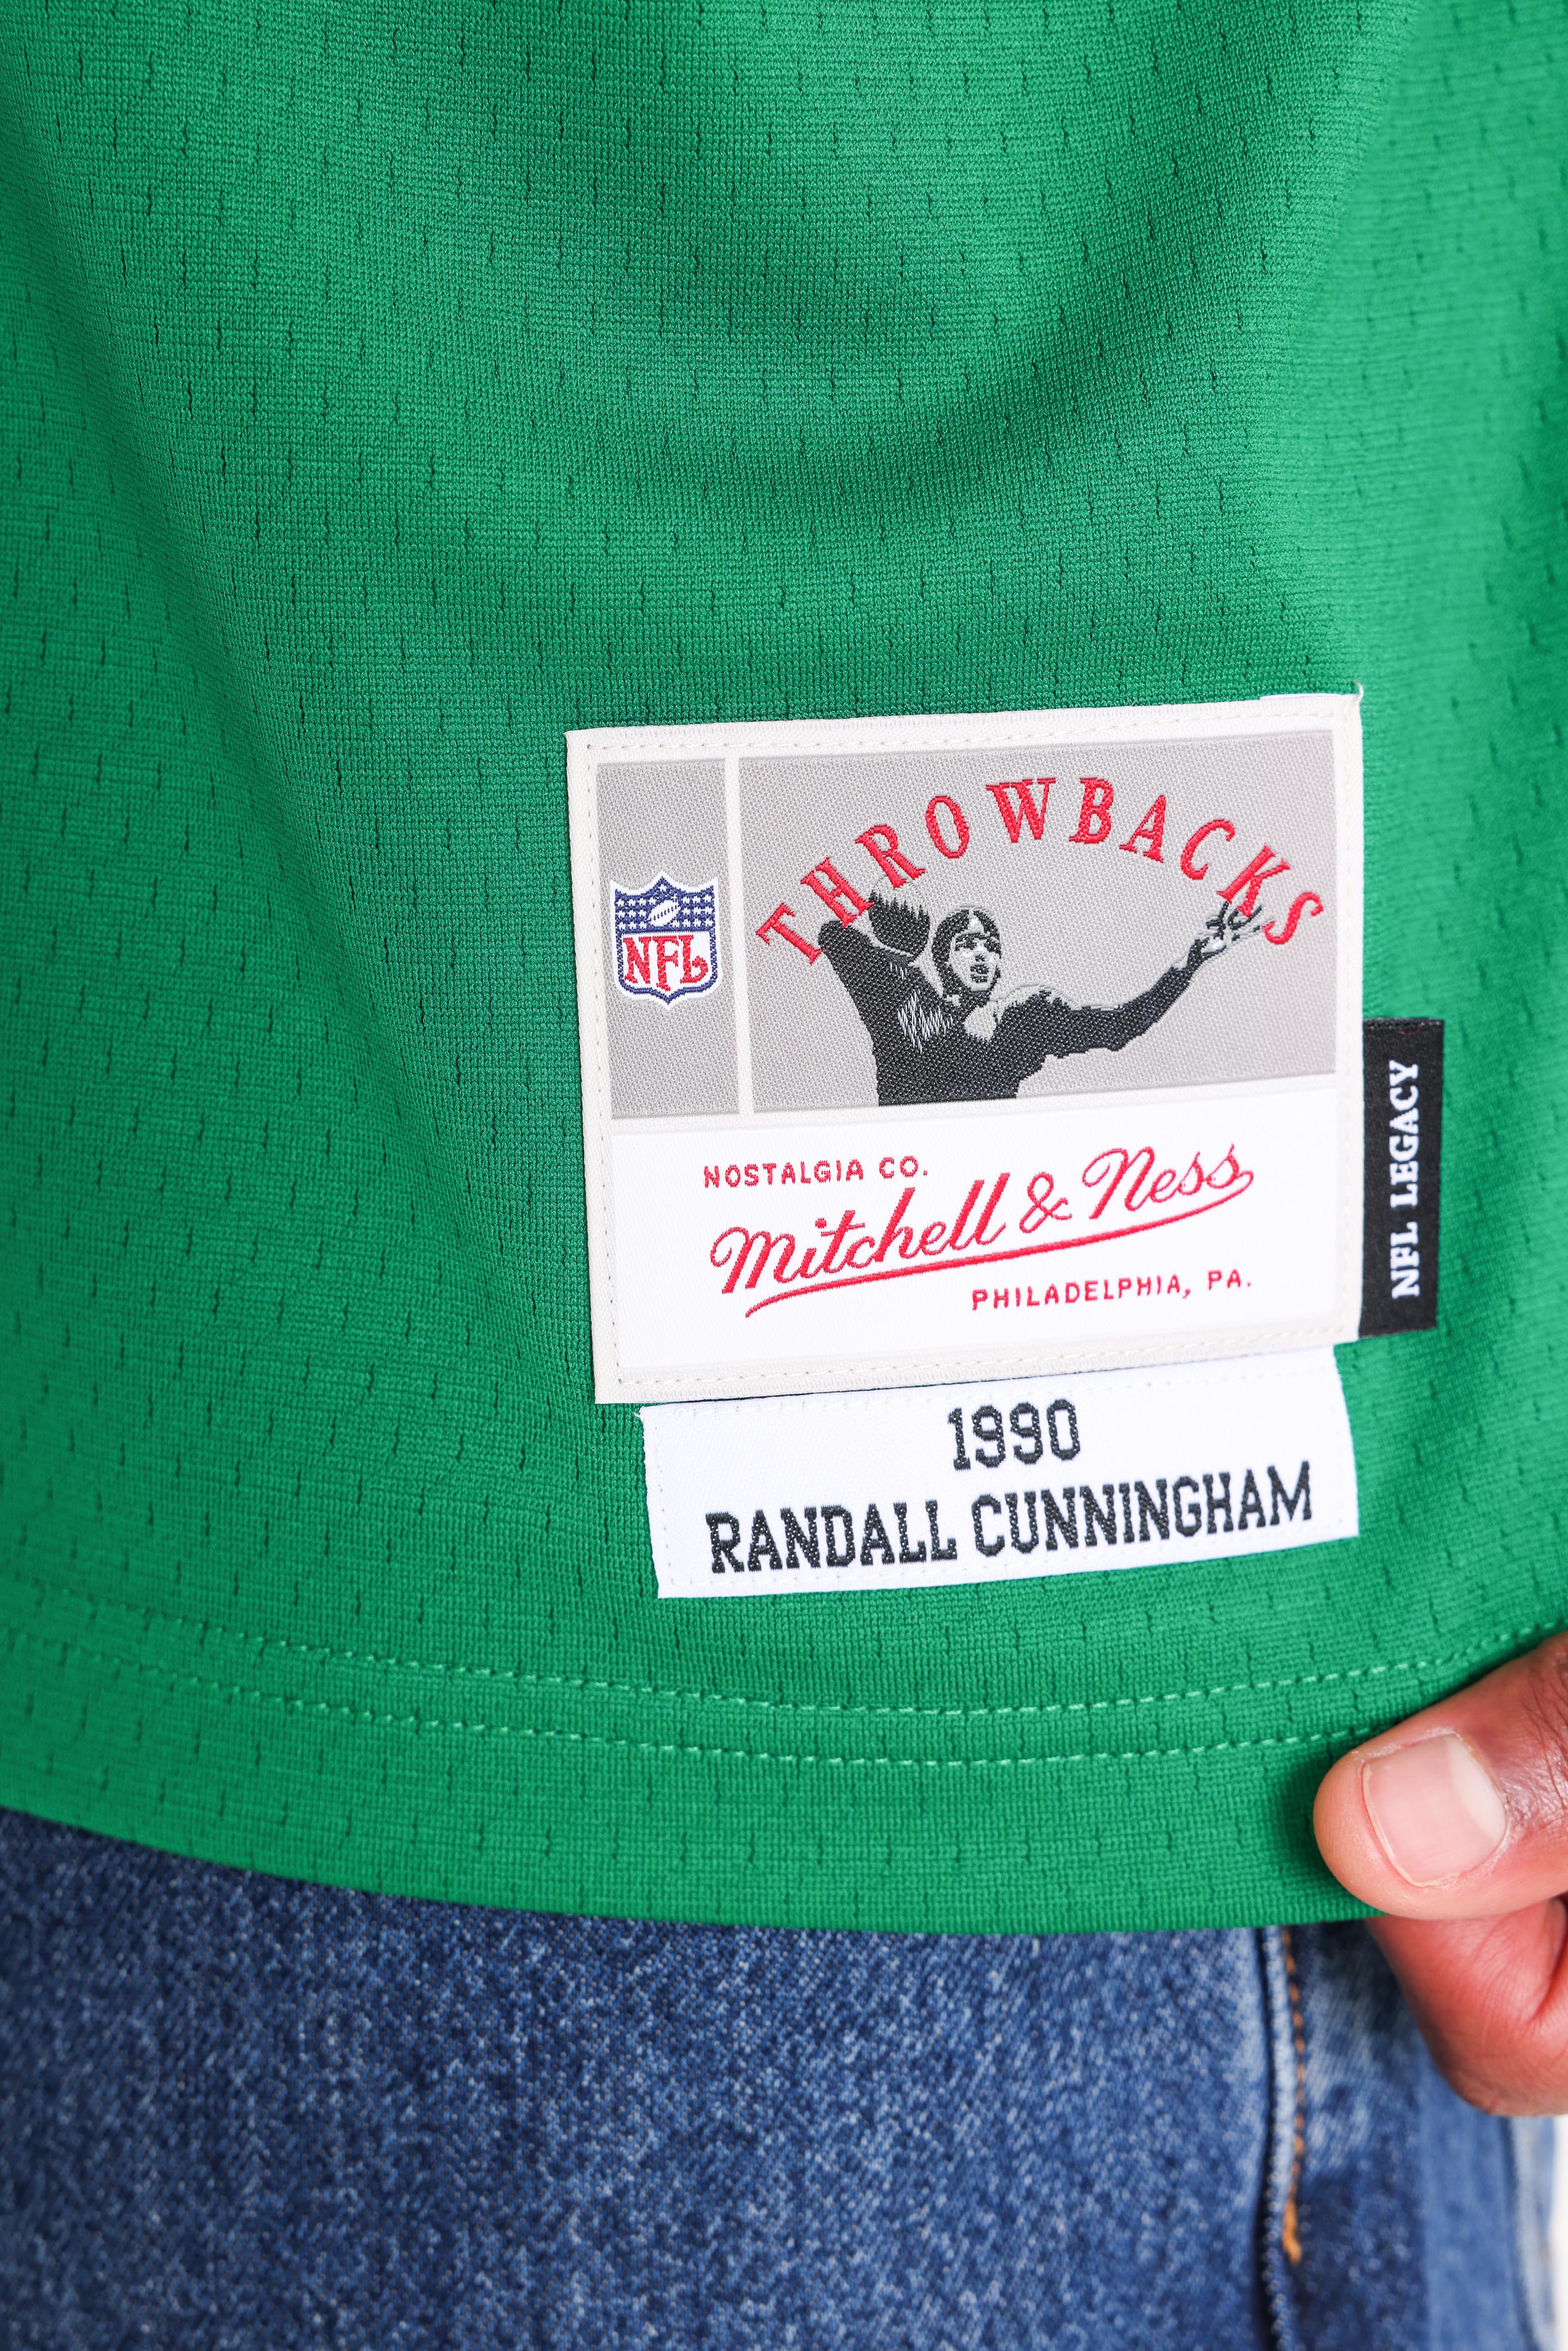 THROWBACKS
NFL
NOSTALGIA CO.
Mitchell & Ness
PHILADELPHIA, PA.
NFL LEGACY
1990
RANDALL CUNNINGHAM